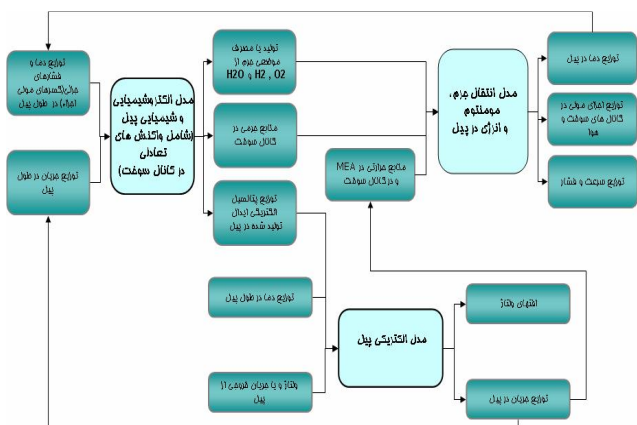 توزیع دما و
فشارهای
جزئی(کسرهای مولی
اجزاء) در طول پیل
توزیع جریان در طول
پیل
مدل الکتروشیمیایی
و شیمیایی پیل
(شامل واکنش های
تعادلی
در کانال سوخت)
تولید یا مصرف
موضعی جرم از
H2O و H2 , O2
منابع جرمی در
کانال سوخت
توزیع پتانسیل
الکتریکی ایدال
تولید شده در پیل
منابع حرارتی در MEA
و در کانال سوخت
مدل انتقال جرم،
مومنتوم
و انرژی در پیل
توزیع دما در پیل
توزیع اجزای مولی در
کانال های سوخت و
هوا
توزیع سرعت و فشار
توزیع دما در طول پیل
ولتاژ و یا جریان خروجی از
پیل
مدل الکتریکی پیل
افتهای ولتاژ
توزیع جریان در پیل